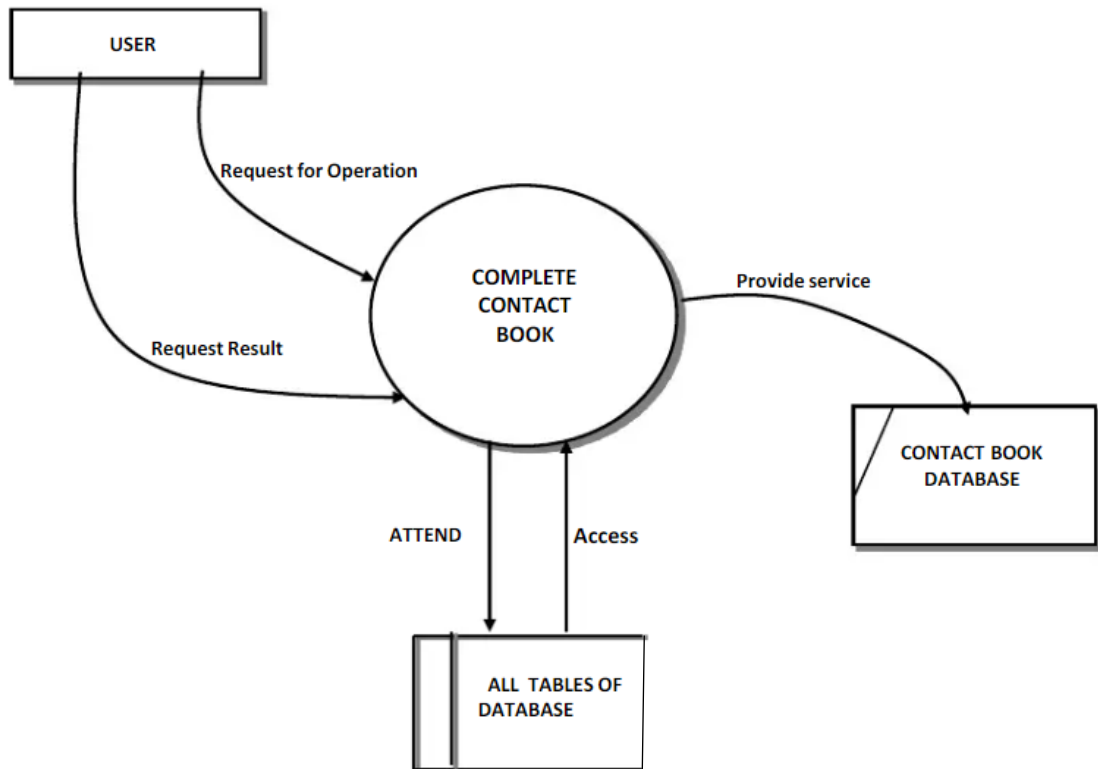 USER
Request for Operation
COMPLETE
CONTACT
BOOK
Provide service
Request Result
CONTACT BOOK
DATABASE
ATTEND
Access
ALL TABLES OF
DATABASE